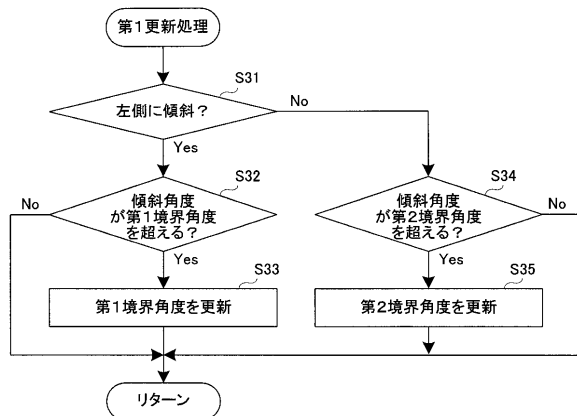 第1更新処理
S31
左側に傾斜？
No
Yes
S32
傾斜角度
が第1境界角度
を超える？
No
Yes
S34
傾斜角度
が第2境界角度
を超える？
No
Yes
S33
第1境界角度を更新
S35
第2境界角度を更新
リターン